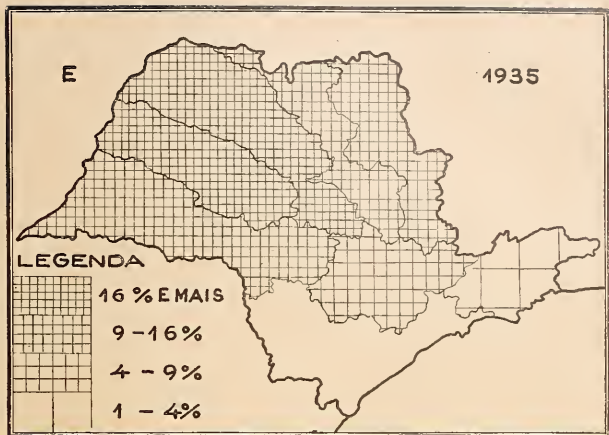 E
1935
LEGENDA
16 % E MAIS
9 - 16 %
4 - 9 %
1 - 4 %